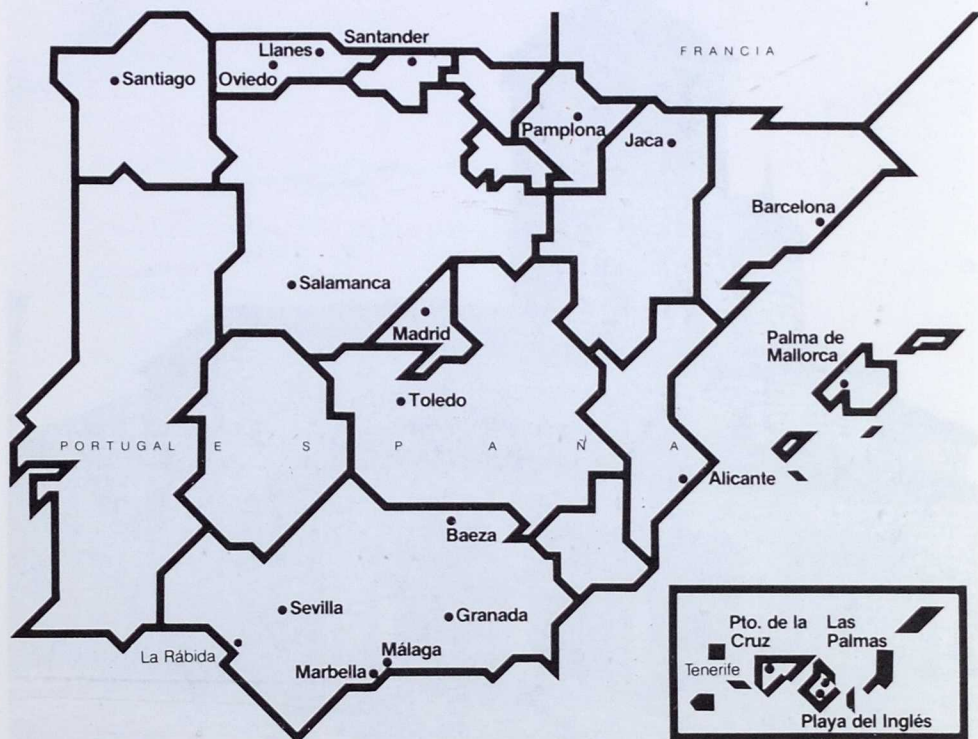 Santander
Llanes
FRANCIA
Santiago
Oviedo
Pamplona
Jaca
Barcelona
Salamanca
Madrid
Palma de
Mallorca
Toledo
PORTUGAL
ESPAÑA
Alicante
Baeza
Sevilla
Granada
La Rábida
Málaga
Marbella
Pto. de la
Cruz
Las
Palmas
Tenerife
Playa del Inglés